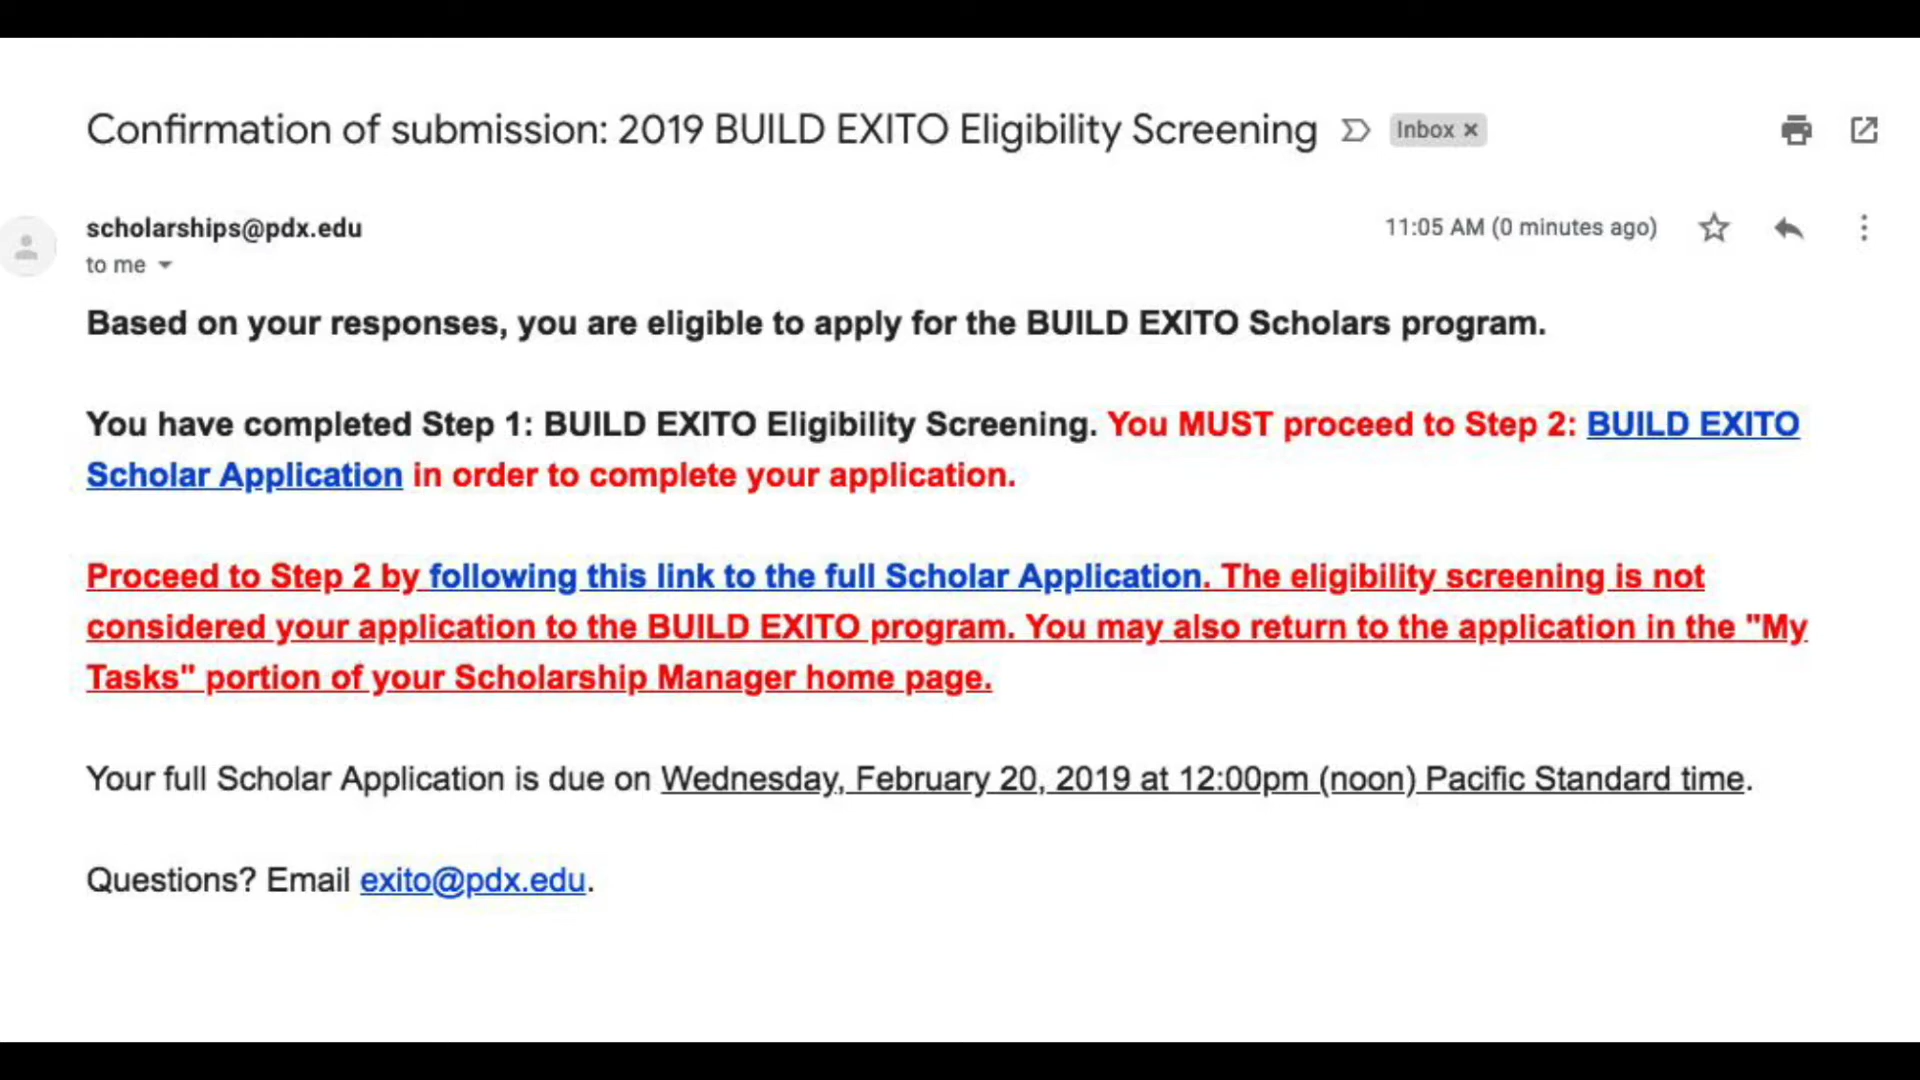 Confirmation of submission: 2019 BUILD EXITO Eligibility Screening Inbox ×
scholarships@pdx.edu 11:05 AM (0 minutes ago)
to me
Based on your responses, you are eligible to apply for the BUILD EXITO Scholars program.
You have completed Step 1: BUILD EXITO Eligibility Screening. You MUST proceed to Step 2: BUILD EXITO
Scholar Application in order to complete your application.
Proceed to Step 2 by following this link to the full Scholar Application. The eligibility screening is not
considered your application to the BUILD EXITO program. You may also return to the application in the "My
Tasks" portion of your Scholarship Manager home page.
Your full Scholar Application is due on Wednesday, February 20, 2019 at 12:00pm (noon) Pacific Standard time.
Questions? Email exito@pdx.edu.